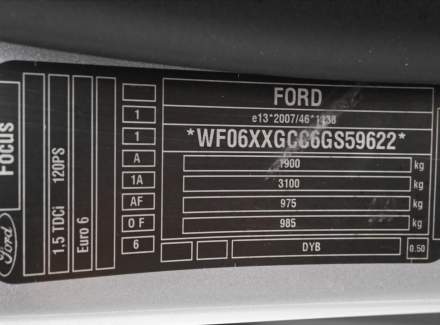 Ford
Focus
1.5 TDCi
120PS
Euro 6
1
1
A
1A
AF
0 F
6
FORD
e13*2007/46*1138
*WF06XXGCC6GS59622*
1900 kg
3100 kg
975 kg
985 kg
DYB
0.50